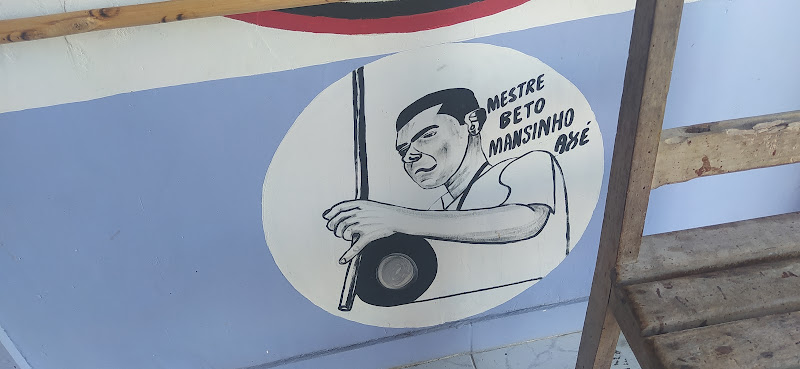 MESTRE
BETO
MANSINHO
AXÉ